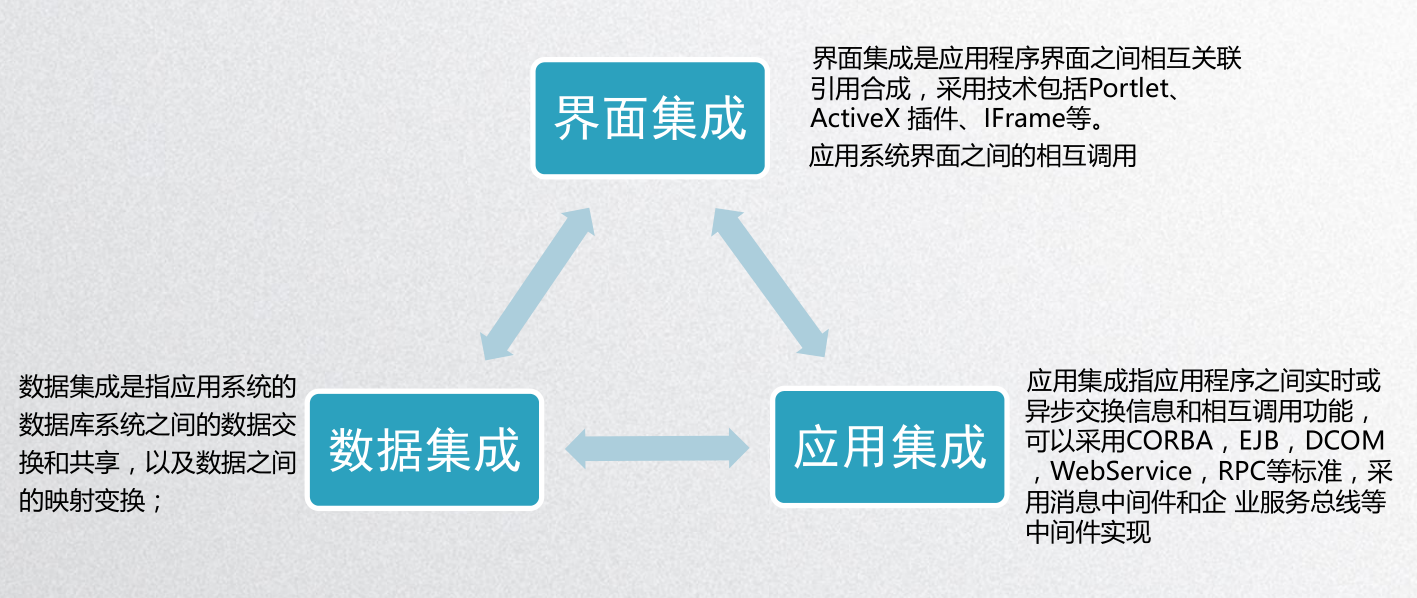 界面集成
界面集成是应用程序界面之间相互关联
引用合成，采用技术包括Portlet、
ActiveX 插件、IFrame等。
应用系统界面之间的相互调用
数据集成是指应用系统的
数据库系统之间的数据交
换和共享，以及数据之间
的映射变换；
数据集成
应用集成
应用集成指应用程序之间实时或
异步交换信息和相互调用功能，
可以采用CORBA，EJB，DCOM
，WebService，RPC等标准，采
用消息中间件和企 业服务总线等
中间件实现